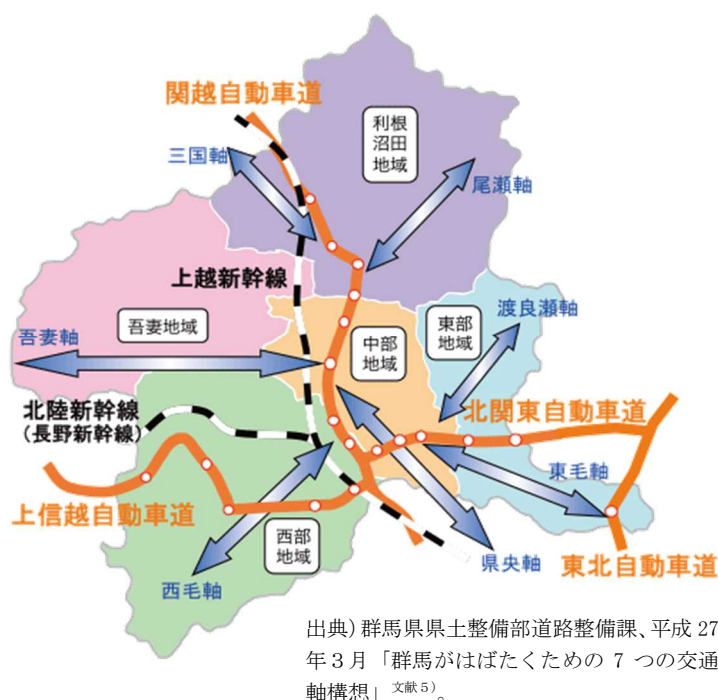 関越自動車道
利根
沼田
地域
三国軸
尾瀬軸
上越新幹線
渡良瀬軸
吾妻地域
東部
地域
吾妻軸
中部
地域
北陸新幹線
(長野新幹線)
北関東自動車道
東毛軸
上信越自動車道
西部
地域
県央軸
東北自動車道
西毛軸
出典)群馬県県土整備部道路整備課、平成 27
年3月「群馬がはばたくための 7 つの交通
軸構想」文献5)。